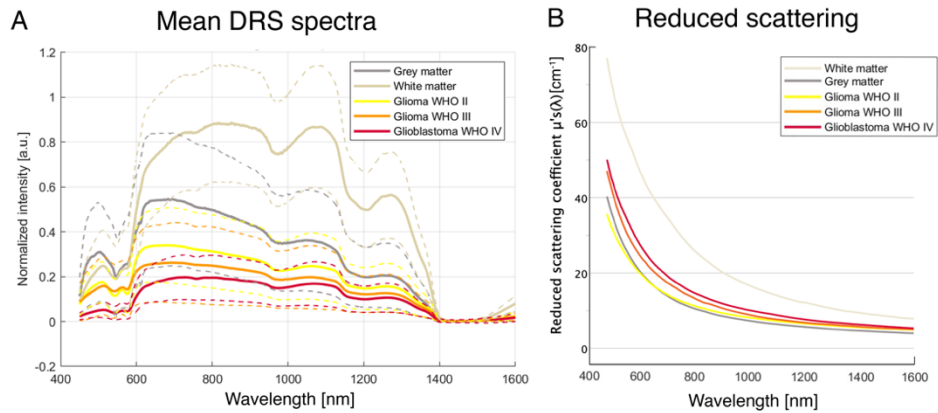 A
Mean DRS spectra
Normalized intensity [a.u.]
1.2
1
0.8
0.6
0.4
0.2
0
-0.2
400
600
800
1000
1200
1400
1600
Wavelength [nm]
Grey matter
White matter
Glioma WHO II
Glioma WHO III
Glioblastoma WHO IV
B
Reduced scattering
Reduced scattering coefficient μ's(λ)[cm⁻¹]
80
60
40
20
0
400
600
800
1000
1200
1400
1600
Wavelength [nm]
White matter
Grey matter
Glioma WHO II
Glioma WHO III
Glioblastoma WHO IV